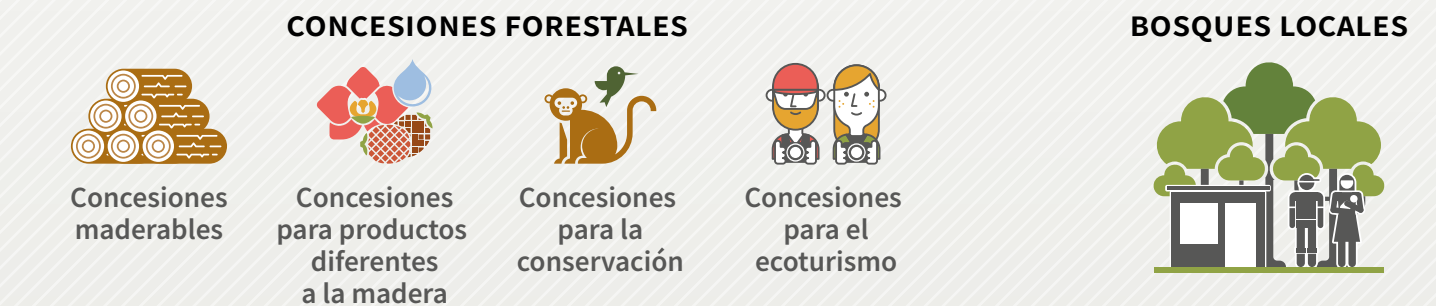 CONCESIONES FORESTALES
Concesiones
maderables
Concesiones
para productos
diferentes
a la madera
Concesiones
para la
conservación
Concesiones
para el
ecoturismo
BOSQUES LOCALES